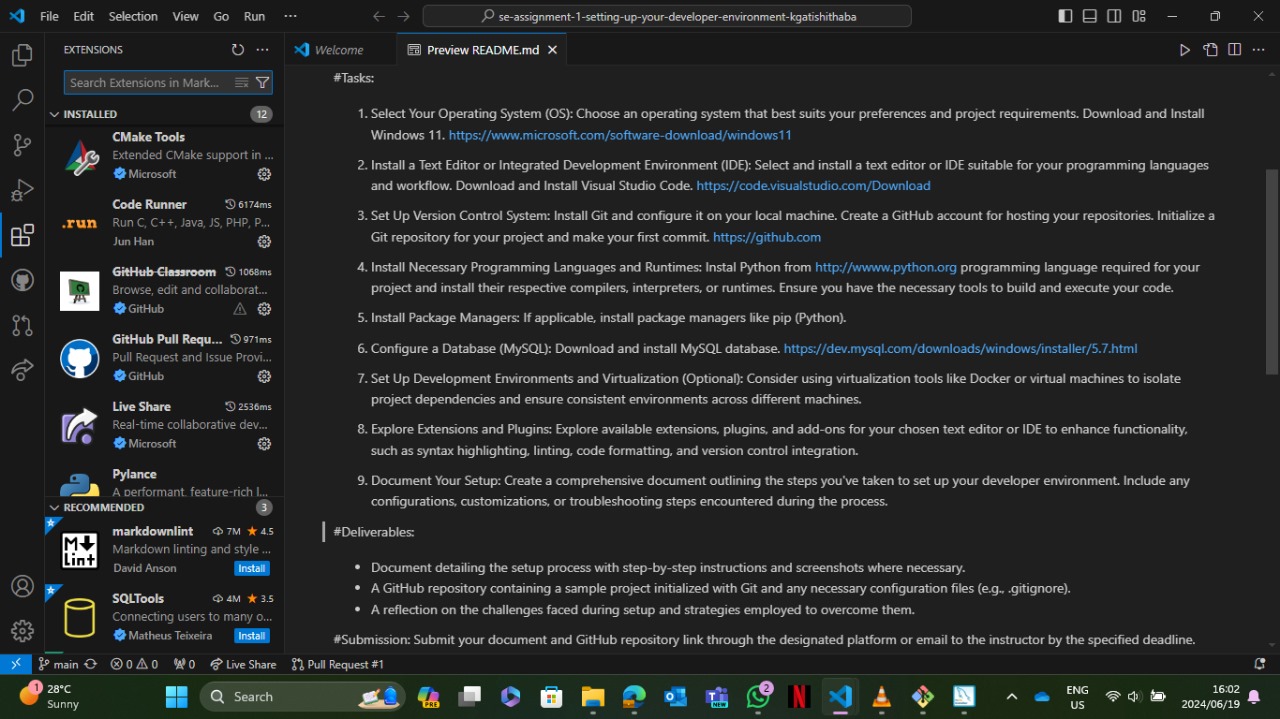 File Edit Selection View Go Run ···
se-assignment-1-setting-up-your-developer-environment-kgatishithaba
EXTENSIONS
Search Extensions in Mark...
INSTALLED 12
CMake Tools
Extended CMake support in ...
Microsoft
Code Runner 6174ms
.run
Run C, C++, Java, JS, PHP, P...
Jun Han
GitHub Classroom 1068ms
Browse, edit and collaborat...
GitHub
GitHub Pull Requ... 971ms
Pull Request and Issue Provi...
GitHub
Live Share 2536ms
Real-time collaborative dev...
Microsoft
Pylance
A performant, feature-rich l...
RECOMMENDED 3
markdownlint 7M 4.5
Markdown linting and style ...
M lint
David Anson Install
SQLTools 4M 3.5
Connecting users to many o...
Matheus Teixeira Install
Welcome
Preview README.md
#Tasks:
1. Select Your Operating System (OS): Choose an operating system that best suits your preferences and project requirements. Download and Install
Windows 11. https://www.microsoft.com/software-download/windows11
2. Install a Text Editor or Integrated Development Environment (IDE): Select and install a text editor or IDE suitable for your programming languages
and workflow. Download and Install Visual Studio Code. https://code.visualstudio.com/Download
3. Set Up Version Control System: Install Git and configure it on your local machine. Create a GitHub account for hosting your repositories. Initialize a
Git repository for your project and make your first commit. https://github.com
4. Install Necessary Programming Languages and Runtimes: Instal Python from http://wwww.python.org programming language required for your
project and install their respective compilers, interpreters, or runtimes. Ensure you have the necessary tools to build and execute your code.
5. Install Package Managers: If applicable, install package managers like pip (Python).
6. Configure a Database (MySQL): Download and install MySQL database. https://dev.mysql.com/downloads/windows/installer/5.7.html
7. Set Up Development Environments and Virtualization (Optional): Consider using virtualization tools like Docker or virtual machines to isolate
project dependencies and ensure consistent environments across different machines.
8. Explore Extensions and Plugins: Explore available extensions, plugins, and add-ons for your chosen text editor or IDE to enhance functionality,
such as syntax highlighting, linting, code formatting, and version control integration.
9. Document Your Setup: Create a comprehensive document outlining the steps you've taken to set up your developer environment. Include any
configurations, customizations, or troubleshooting steps encountered during the process.
#Deliverables:
• Document detailing the setup process with step-by-step instructions and screenshots where necessary.
• A GitHub repository containing a sample project initialized with Git and any necessary configuration files (e.g., .gitignore).
• A reflection on the challenges faced during setup and strategies employed to overcome them.
#Submission: Submit your document and GitHub repository link through the designated platform or email to the instructor by the specified deadline.
main 0 0 0 Live Share Pull Request #1
1 28°C
Sunny
Search
PRE
NEW
2
ENG
US
16:02
2024/06/19